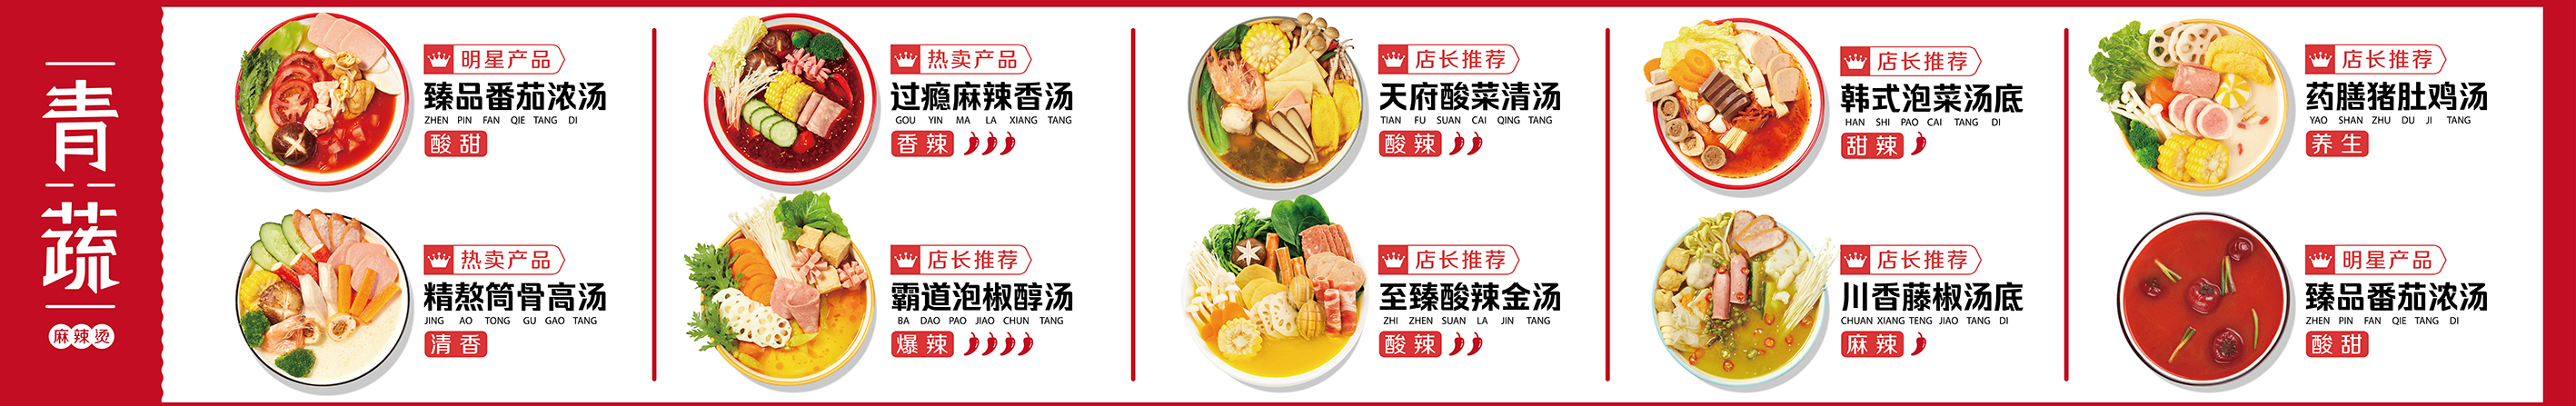 青蔬
麻辣烫
明星产品
臻品番茄浓汤
ZHEN PIN FAN QIE TANG DI
酸甜
热卖产品
精熬筒骨高汤
JING AO TONG GU GAO TANG
清香
热卖产品
过瘾麻辣香汤
GOU YIN MA LA XIANG TANG
香辣
店长推荐
霸道泡椒醇汤
BA DAO PAO JIAO CHUN TANG
爆辣
店长推荐
天府酸菜清汤
TIAN FU SUAN CAI QING TANG
酸辣
店长推荐
至臻酸辣金汤
ZHI ZHEN SUAN LA JIN TANG
酸辣
店长推荐
韩式泡菜汤底
HAN SHI PAO CAI TANG DI
甜辣
店长推荐
川香藤椒汤底
CHUAN XIANG TENG JIAO TANG DI
麻辣
店长推荐
药膳猪肚鸡汤
YAO SHAN ZHU DU JI TANG
养生
明星产品
臻品番茄浓汤
ZHEN PIN FAN QIE TANG DI
酸甜